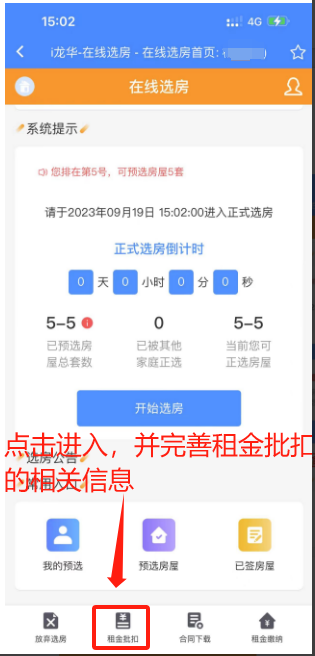 15:02
4G
i龙华-在线选房 - 在线选房首页: (
在线选房
系统提示
您排在第5号，可预选房屋5套
请于2023年09月19日 15:02:00进入正式选房
正式选房倒计时
0 天 0 小时 0 分 0 秒
5-5 0 5-5
已预选房 已被其他 当前您可
屋总套数 家庭正选 正选房屋
开始选房
点击进入，并完善租金批扣
选房公告
的相关信息
我的预选 预选房屋 已签房屋
放弃选房 租金批扣 合同下载 租金缴纳